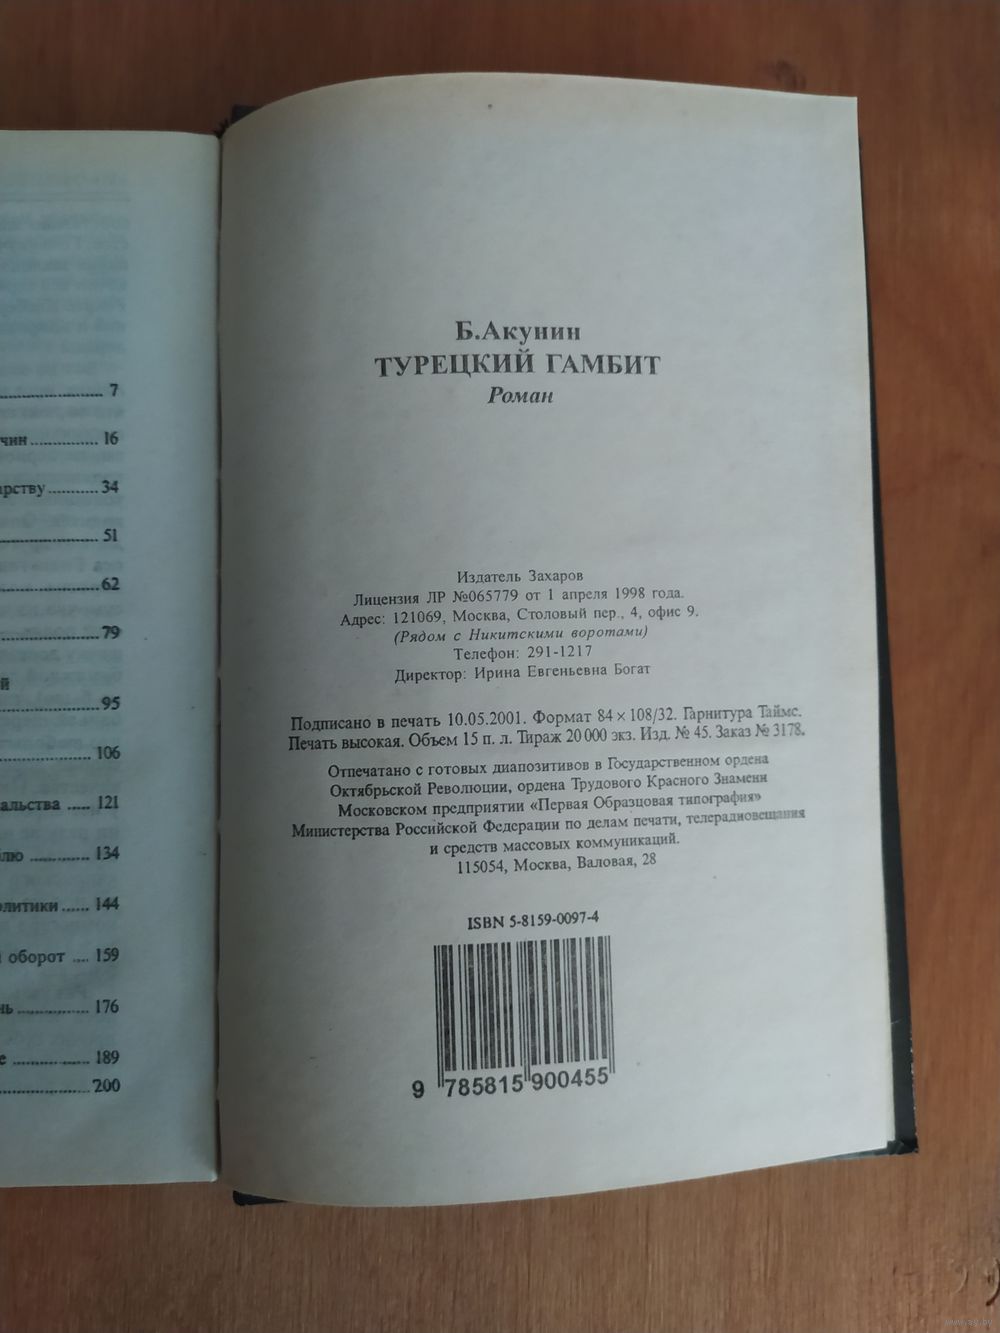 7
чин ............ 16
арству ......... 34
51
62
79
й
95
106
альства ..... 121
лю ........... 134
олитики ...... 144
оборот .... 159
нь ............... 176
е ................ 189
200
Б.Акунин
ТУРЕЦКИЙ ГАМБИТ
Роман
Издатель Захаров
Лицензия ЛР №065779 от 1 апреля 1998 года.
Адрес: 121069, Москва, Столовый пер., 4, офис 9.
(Рядом с Никитскими воротами)
Телефон: 291-1217
Директор: Ирина Евгеньевна Богат
Подписано в печать 10.05.2001. Формат 84 × 108/32. Гарнитура Таймс.
Печать высокая. Объем 15 п. л. Тираж 20 000 экз. Изд. № 45. Заказ № 3178.
Отпечатано с готовых диапозитивов в Государственном ордена
Октябрьской Революции, ордена Трудового Красного Знамени
Московском предприятии «Первая Образцовая типография»
Министерства Российской Федерации по делам печати, телерадиовещания
и средств массовых коммуникаций.
115054, Москва, Валовая, 28
ISBN 5-8159-0097-4
9 785815 900455
www.ay.by